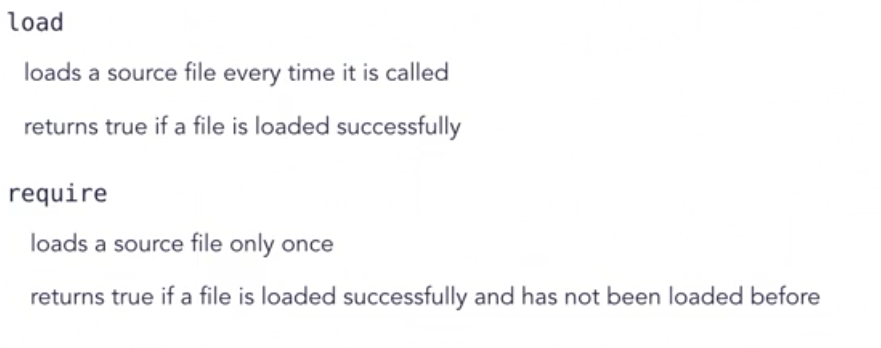 load
loads a source file every time it is called
returns true if a file is loaded successfully
require
loads a source file only once
returns true if a file is loaded successfully and has not been loaded before